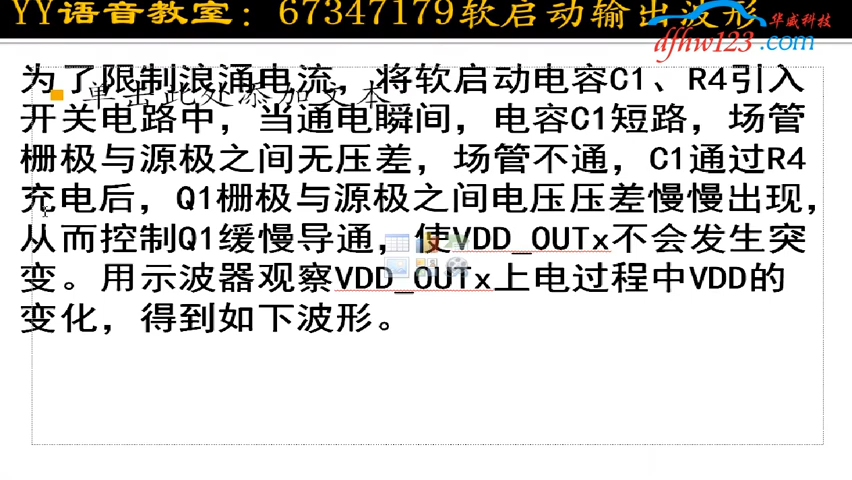 YY语音教室：67347179软启动输出波形
华威科技
dfhw123.com
为了限制浪涌电流，将软启动电容C1、R4引入
单击此处添加文本
开关电路中，当通电瞬间，电容C1短路，场管
栅极与源极之间无压差，场管不通，C1通过R4
充电后，Q1栅极与源极之间电压压差慢慢出现，
从而控制Q1缓慢导通，使VDD_OUTx不会发生突
变。用示波器观察VDD_OUTx上电过程中VDD的
变化，得到如下波形。